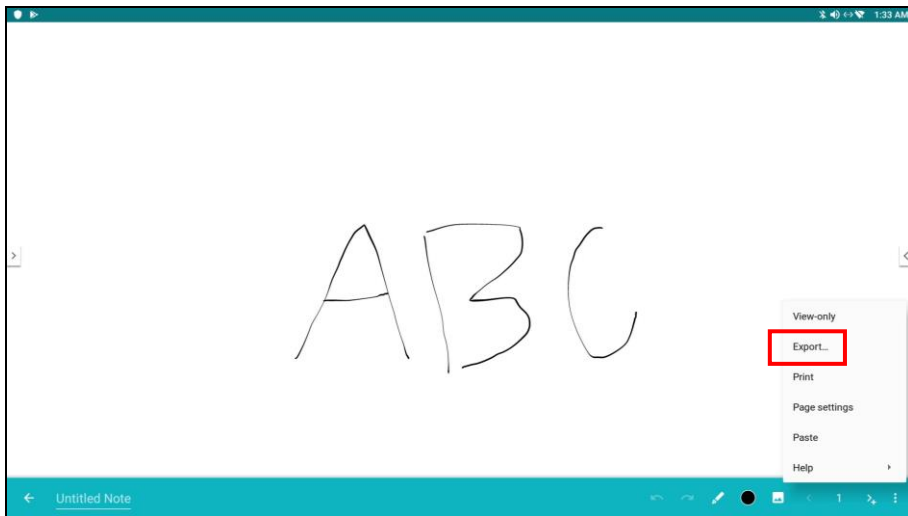 1:33 AM
ABC
View-only
Export...
Print
Page settings
Paste
Help
Untitled Note
1